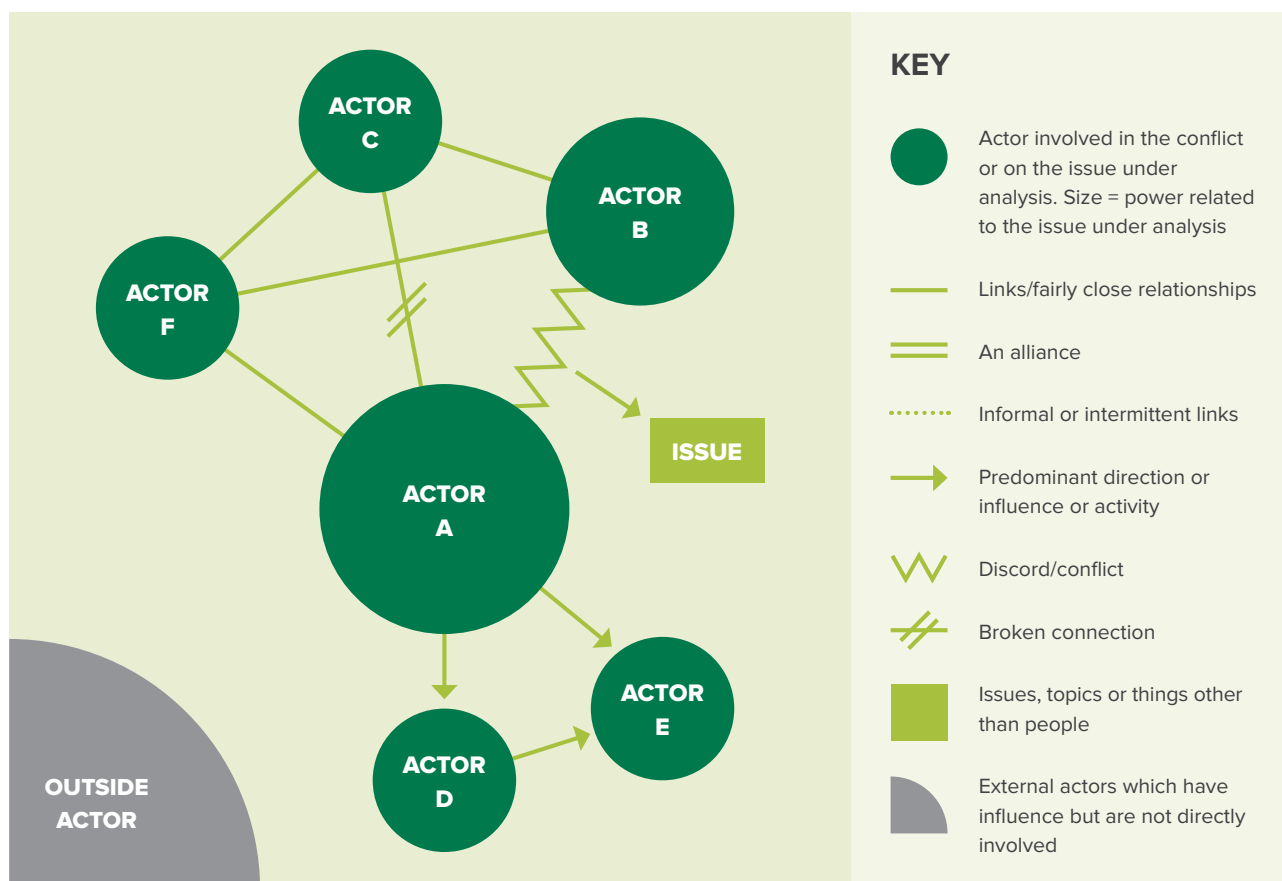 ACTOR
C
ACTOR
B
ACTOR
F
ISSUE
ACTOR
A
ACTOR
E
ACTOR
D
OUTSIDE
ACTOR
KEY
Actor involved in the conflict
or on the issue under
analysis. Size = power related
to the issue under analysis
Links/fairly close relationships
An alliance
Informal or intermittent links
Predominant direction or
influence or activity
Discord/conflict
Broken connection
Issues, topics or things other
than people
External actors which have
influence but are not directly
involved